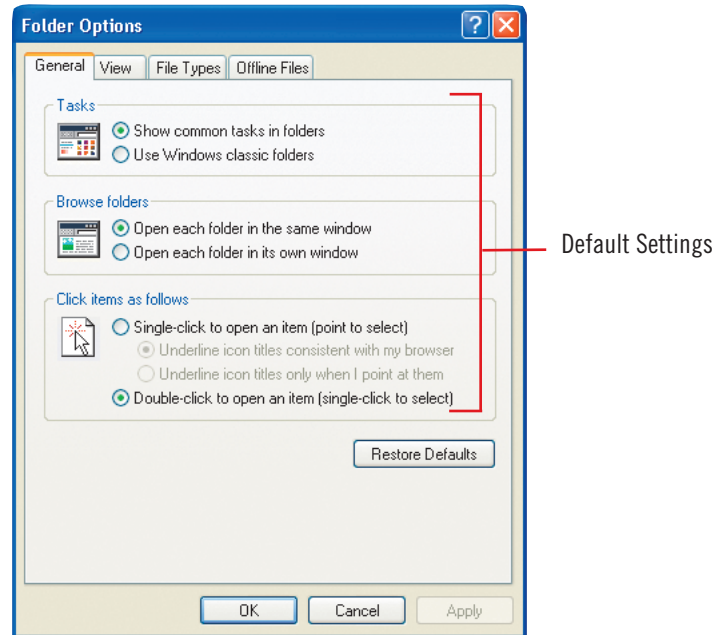 Folder Options
General View File Types Offline Files
Tasks
Show common tasks in folders
Use Windows classic folders
Browse folders
Open each folder in the same window
Open each folder in its own window
Default Settings
Click items as follows
Single-click to open an item (point to select)
Underline icon titles consistent with my browser
Underline icon titles only when I point at them
Double-click to open an item (single-click to select)
Restore Defaults
OK Cancel Apply